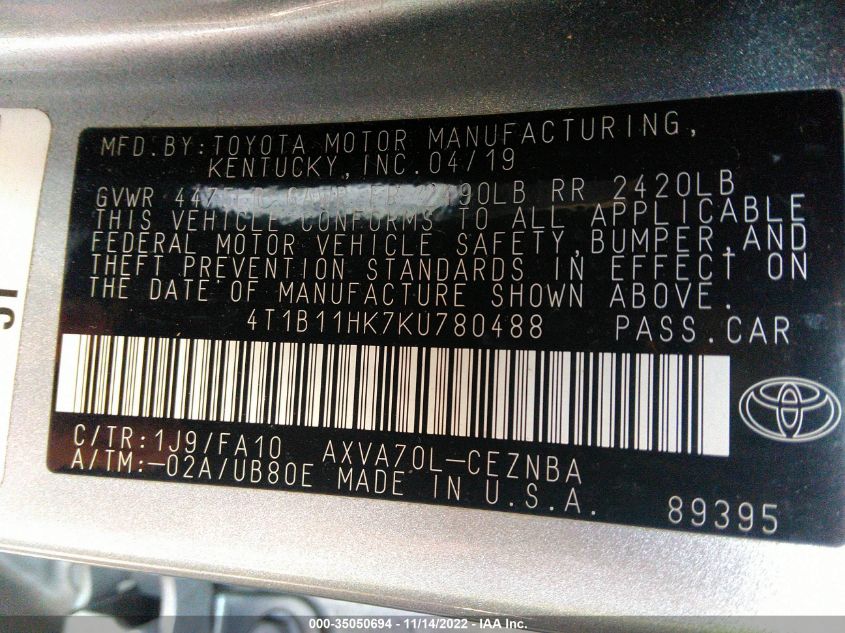 MFD.BY:TOYOTA MOTOR MANUFACTURING,
KENTUCKY,INC.04/19
GVWR FR 2490LB RR 2420LB
THIS VEHICLE CONFORMS TO ALL APPLICABLE
FEDERAL MOTOR VEHICLE SAFETY,BUMPER,AND
THEFT PREVENTION STANDARDS IN EFFECT ON
THE DATE OF MANUFACTURE SHOWN ABOVE.
4T1B11HK7KU780488 PASS.CAR
C/TR:1J9/FA10 AXVA70L-CEZNBA
A/TM:-02A/UB80E MADE IN U.S.A.
89395
000-35050694 - 11/14/2022 - IAA Inc.